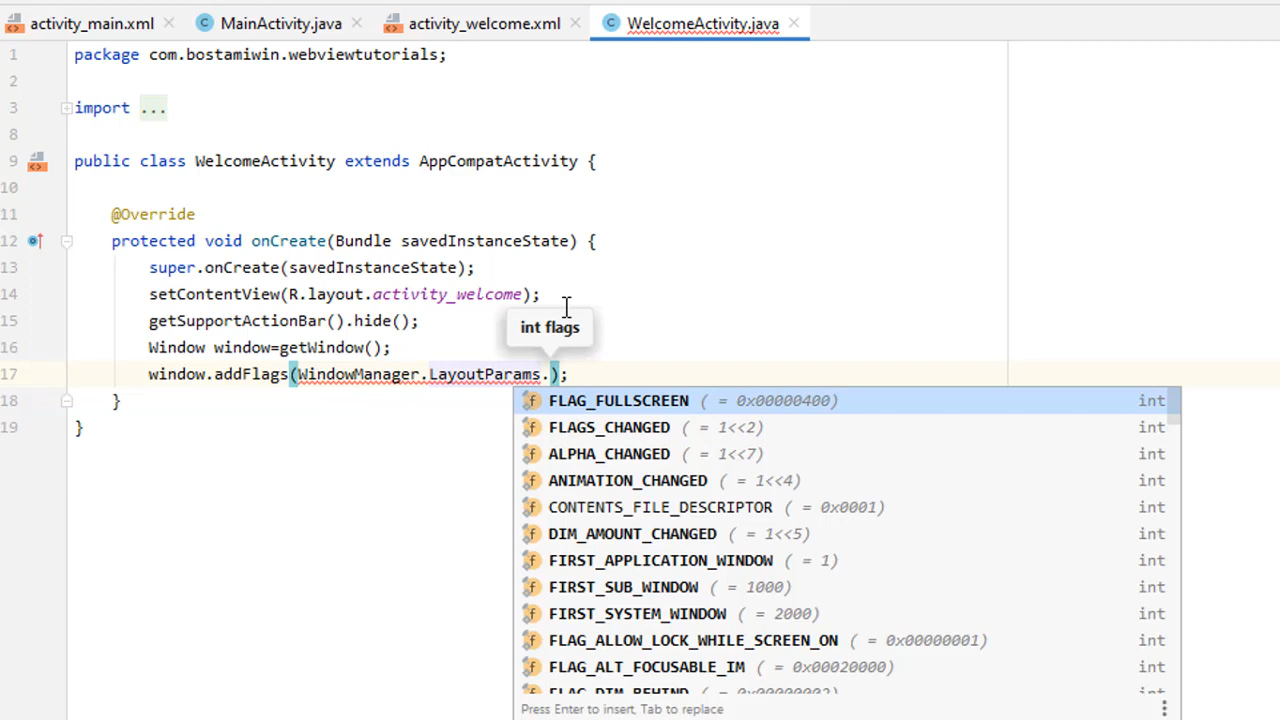 activity_main.xml MainActivity.java activity_welcome.xml WelcomeActivity.java
1 package com.bostamiwin.webviewtutorials;
2
3 import ...
8
9 public class WelcomeActivity extends AppCompatActivity {
10
11 @Override
12 protected void onCreate(Bundle savedInstanceState) {
13 super.onCreate(savedInstanceState);
14 setContentView(R.layout.activity_welcome);
15 getSupportActionBar().hide();
int flags
16 Window window=getWindow();
17 window.addFlags(WindowManager.LayoutParams.);
18 }
19 }
FLAG_FULLSCREEN ( = 0x00000400) int
FLAGS_CHANGED ( = 1<<2) int
ALPHA_CHANGED ( = 1<<7) int
ANIMATION_CHANGED ( = 1<<4) int
CONTENTS_FILE_DESCRIPTOR ( = 0x0001) int
DIM_AMOUNT_CHANGED ( = 1<<5) int
FIRST_APPLICATION_WINDOW ( = 1) int
FIRST_SUB_WINDOW ( = 1000) int
FIRST_SYSTEM_WINDOW ( = 2000) int
FLAG_ALLOW_LOCK_WHILE_SCREEN_ON ( = 0x00000001) int
FLAG_ALT_FOCUSABLE_IM ( = 0x00020000) int
FLAG_DIM_BEHIND ( = 0x00000002) int
Press Enter to insert, Tab to replace